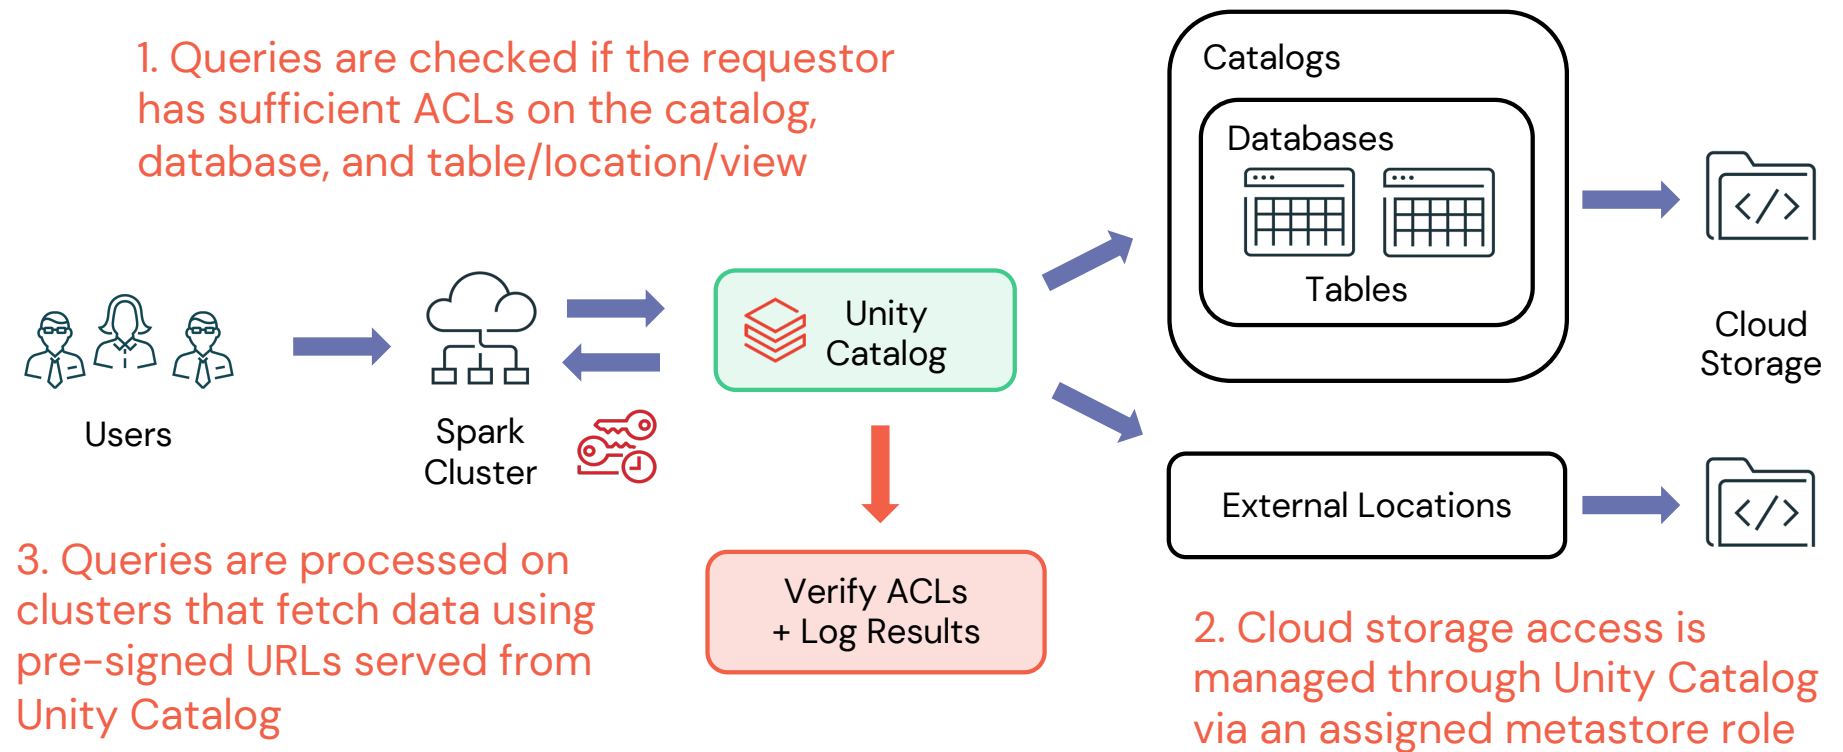 1. Queries are checked if the requestor
has sufficient ACLs on the catalog,
database, and table/location/view
Catalogs
Databases
Tables
Cloud
Storage
Users
Spark
Cluster
Unity
Catalog
External Locations
Verify ACLs
+ Log Results
3. Queries are processed on
clusters that fetch data using
pre-signed URLs served from
Unity Catalog
2. Cloud storage access is
managed through Unity Catalog
via an assigned metastore role